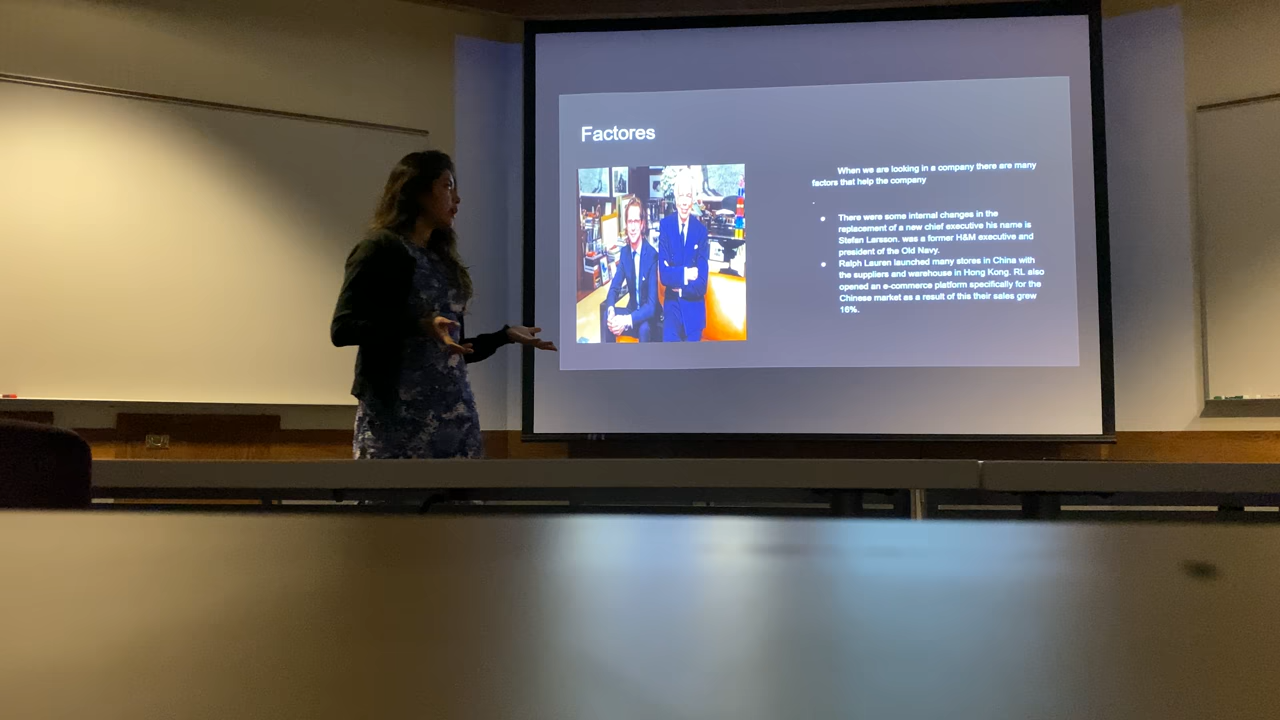 Factores
When we are looking in a company there are many
factors that help the company
.
There were some internal changes in the
replacement of a new chief executive his name is
Stefan Larsson. was a former H&M executive and
president of the Old Navy.
Ralph Lauren launched many stores in China with
the suppliers and warehouse in Hong Kong. RL also
opened an e-commerce platform specifically for the
Chinese market as a result of this their sales grew
16%.